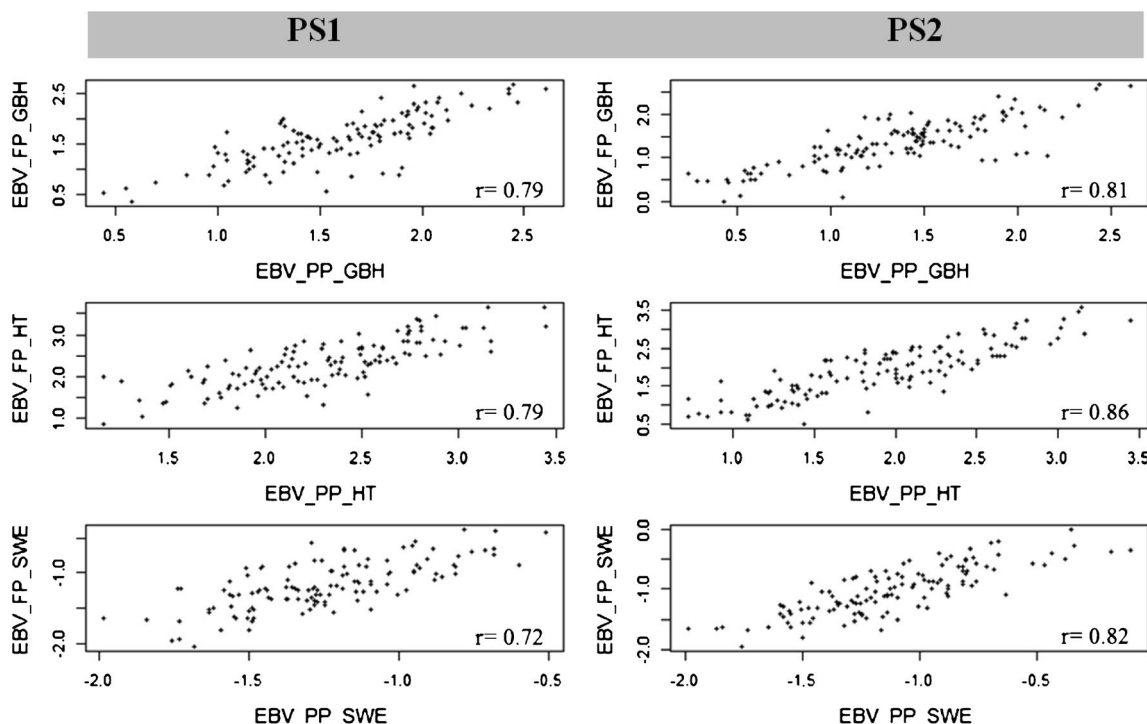 PS1 PS2
EBV_FP_GBH
2.5
1.5
0.5
r= 0.79
0.5 1.0 1.5 2.0 2.5
EBV_PP_GBH
EBV_FP_GBH
2.0
1.0
0.0
r= 0.81
0.5 1.0 1.5 2.0 2.5
EBV_PP_GBH
EBV_FP_HT
3.0
2.0
1.0
r= 0.79
1.5 2.0 2.5 3.0 3.5
EBV_PP_HT
EBV_FP_HT
3.5
2.5
1.5
0.5
r= 0.86
1.0 1.5 2.0 2.5 3.0 3.5
EBV_PP_HT
EBV_FP_SWE
-1.0
-2.0
r= 0.72
-2.0 -1.5 -1.0 -0.5
EBV_PP_SWE
EBV_FP_SWE
0.0
-1.0
-2.0
r= 0.82
-2.0 -1.5 -1.0 -0.5
EBV_PP_SWE